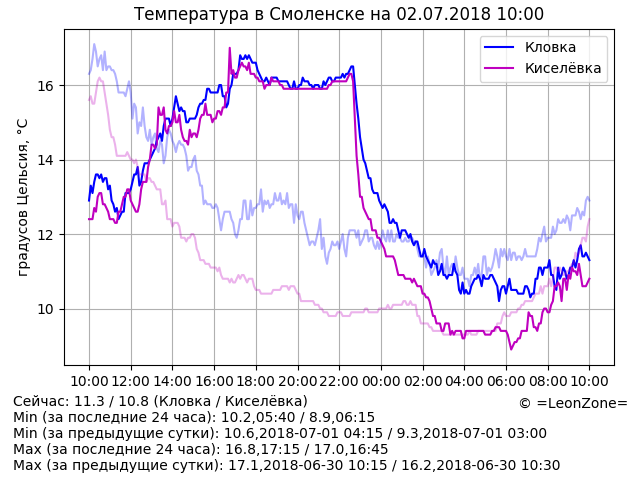 Температура в Смоленске на 02.07.2018 10:00
Кловка
Киселёвка
градусов Цельсия, °C
16
14
12
10
10:00 12:00 14:00 16:00 18:00 20:00 22:00 00:00 02:00 04:00 06:00 08:00 10:00
Сейчас: 11.3 / 10.8 (Кловка / Киселёвка)
© =LeonZone=
Min (за последние 24 часа): 10.2,05:40 / 8.9,06:15
Min (за предыдущие сутки): 10.6,2018-07-01 04:15 / 9.3,2018-07-01 03:00
Max (за последние 24 часа): 16.8,17:15 / 17.0,16:45
Max (за предыдущие сутки): 17.1,2018-06-30 10:15 / 16.2,2018-06-30 10:30